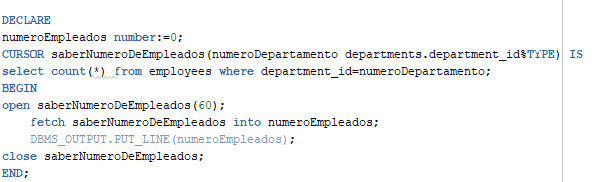 DECLARE
numeroEmpleados number:=0;
CURSOR saberNumeroDeEmpleados(numeroDepartamento departments.department_id%TYPE) IS
select count(*) from employees where department_id=numeroDepartamento;
BEGIN
open saberNumeroDeEmpleados(60);
fetch saberNumeroDeEmpleados into numeroEmpleados;
DBMS_OUTPUT.PUT_LINE(numeroEmpleados);
close saberNumeroDeEmpleados;
END;